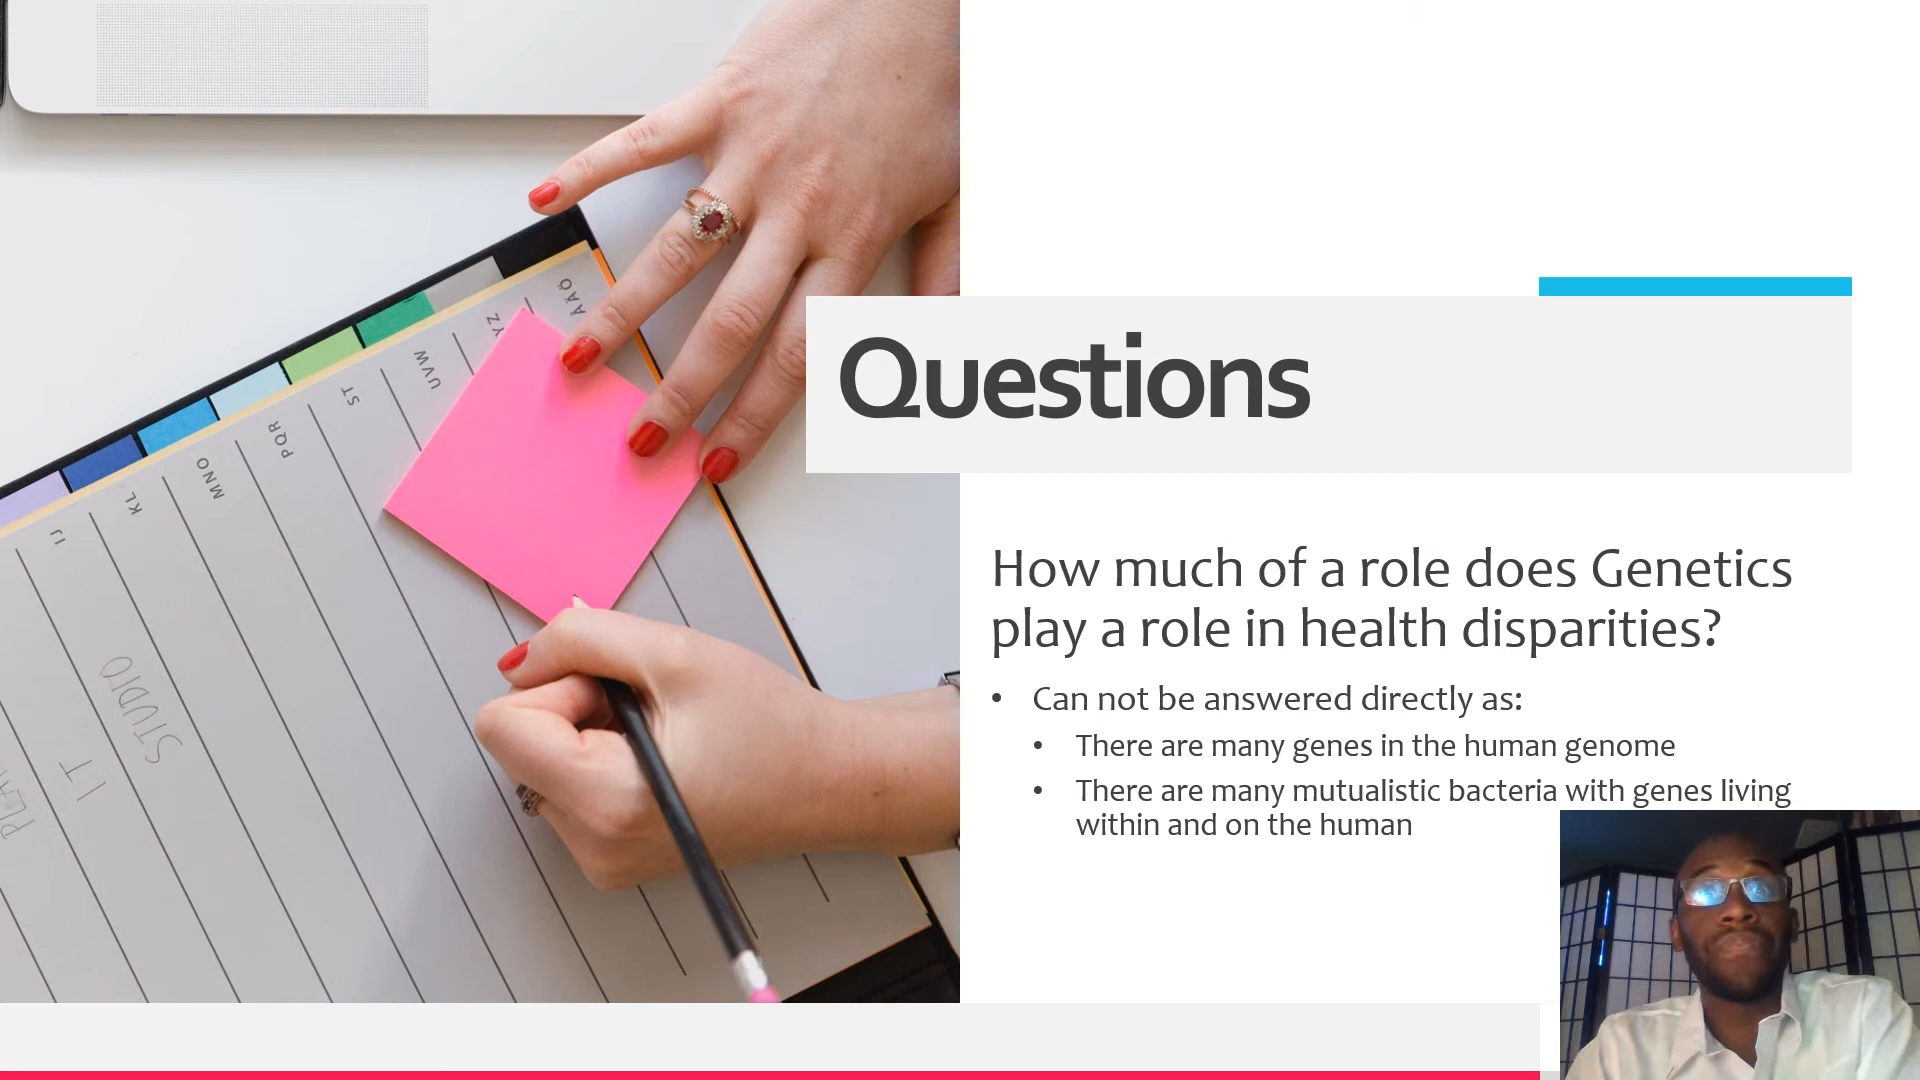 Questions
How much of a role does Genetics
play a role in health disparities?
• Can not be answered directly as:
• There are many genes in the human genome
• There are many mutualistic bacteria with genes living
within and on the human
ÅÄÖ
YZ
UVW
ST
PQR
MNO
KL
IJ
IT
STUDIO